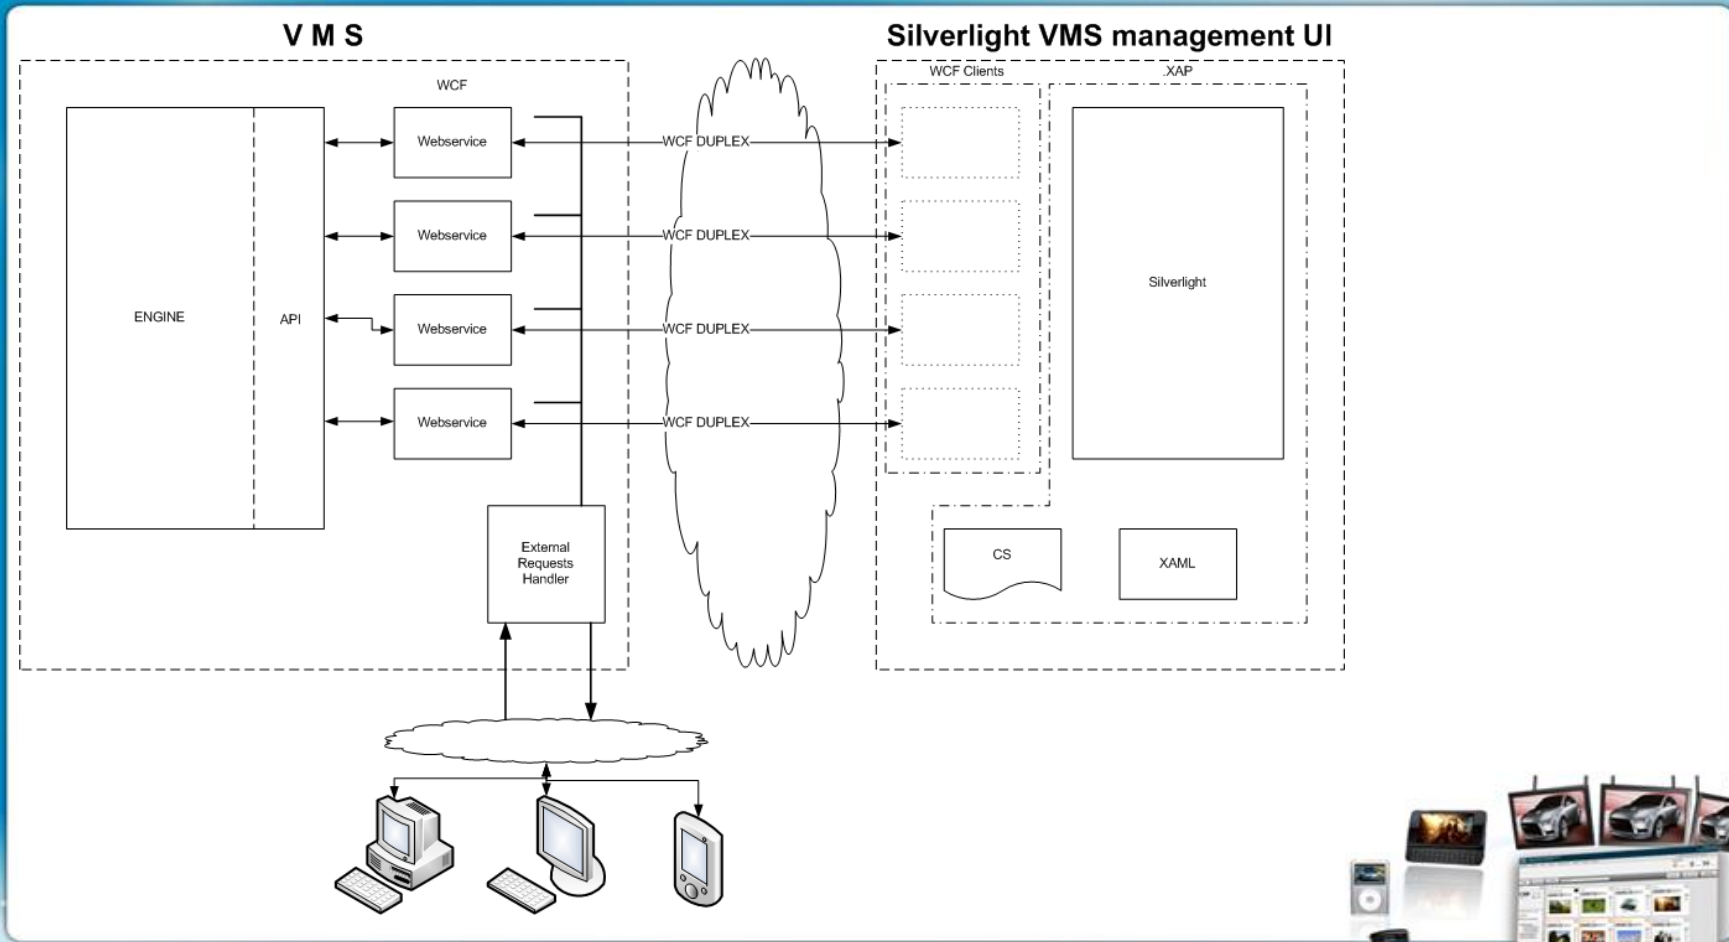 V M S
Silverlight VMS management UI
WCF
WCF Clients
.XAP
Webservice
WCF DUPLEX
Webservice
WCF DUPLEX
Silverlight
ENGINE
API
Webservice
WCF DUPLEX
Webservice
WCF DUPLEX
External
Requests
Handler
CS
XAML